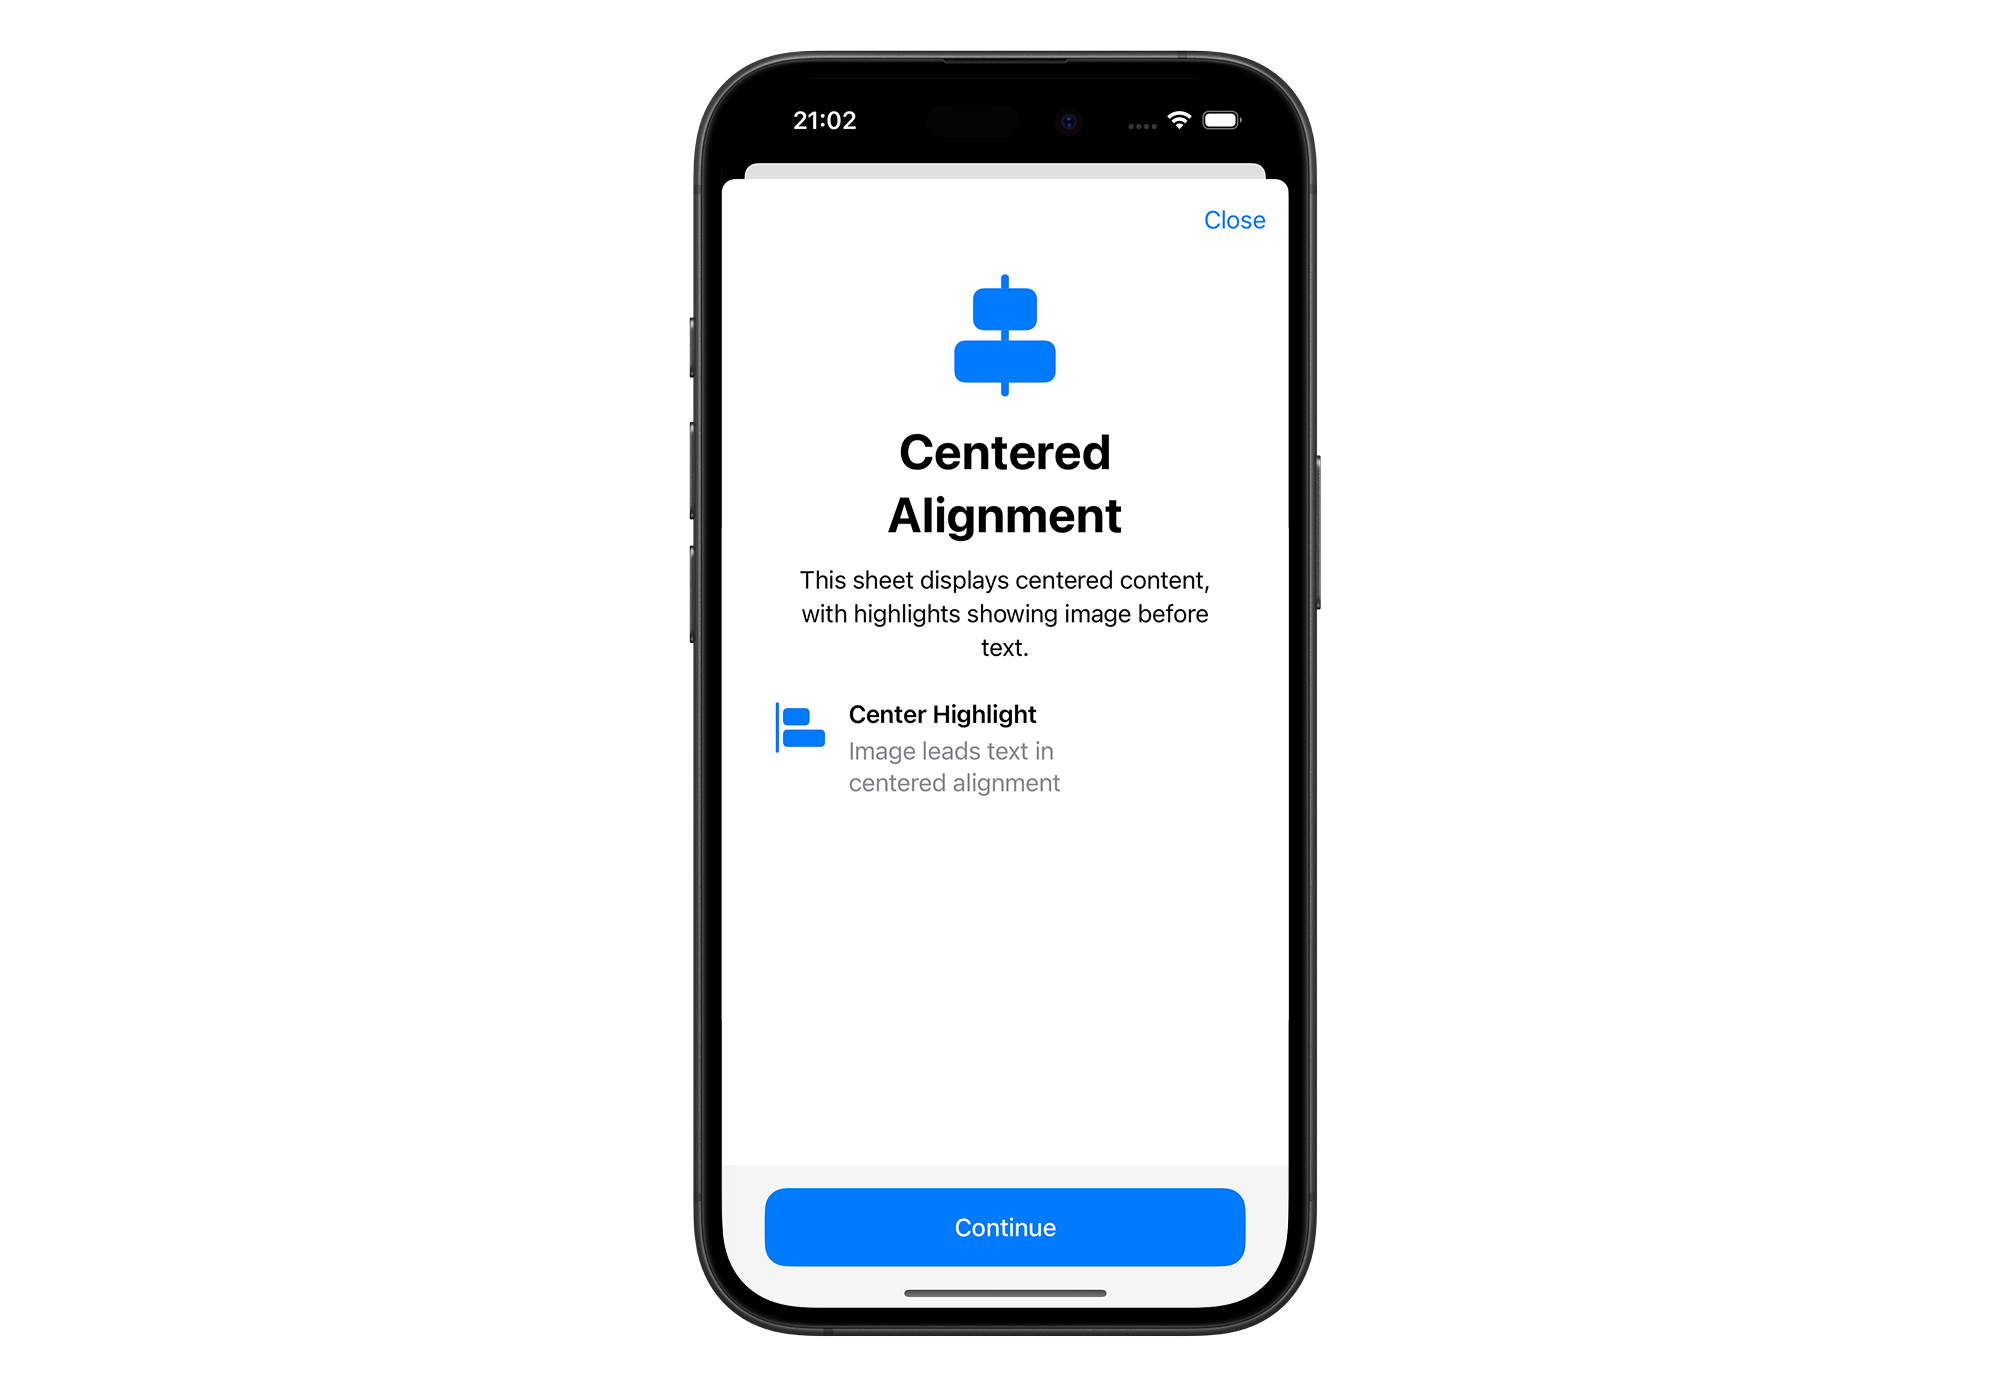 21:02
Close
Centered
Alignment
This sheet displays centered content,
with highlights showing image before
text.
Center Highlight
Image leads text in
centered alignment
Continue